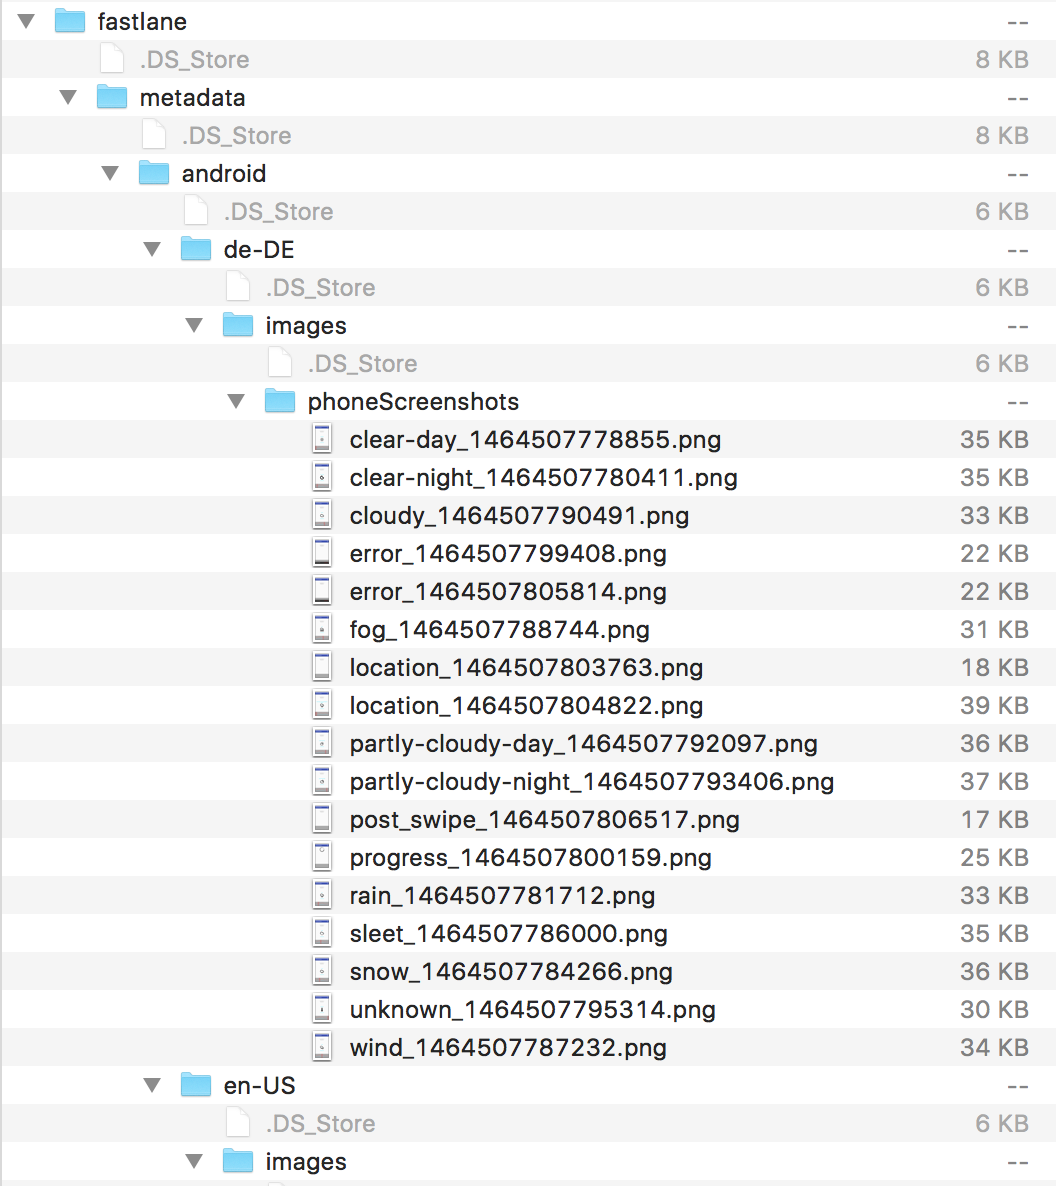 fastlane --
.DS_Store 8 KB
metadata --
.DS_Store 8 KB
android --
.DS_Store 6 KB
de-DE --
.DS_Store 6 KB
images --
.DS_Store 6 KB
phoneScreenshots --
clear-day_1464507778855.png 35 KB
clear-night_1464507780411.png 35 KB
cloudy_1464507790491.png 33 KB
error_1464507799408.png 22 KB
error_1464507805814.png 22 KB
fog_1464507788744.png 31 KB
location_1464507803763.png 18 KB
location_1464507804822.png 39 KB
partly-cloudy-day_1464507792097.png 36 KB
partly-cloudy-night_1464507793406.png 37 KB
post_swipe_1464507806517.png 17 KB
progress_1464507800159.png 25 KB
rain_1464507781712.png 33 KB
sleet_1464507786000.png 35 KB
snow_1464507784266.png 36 KB
unknown_1464507795314.png 30 KB
wind_1464507787232.png 34 KB
en-US --
.DS_Store 6 KB
images --